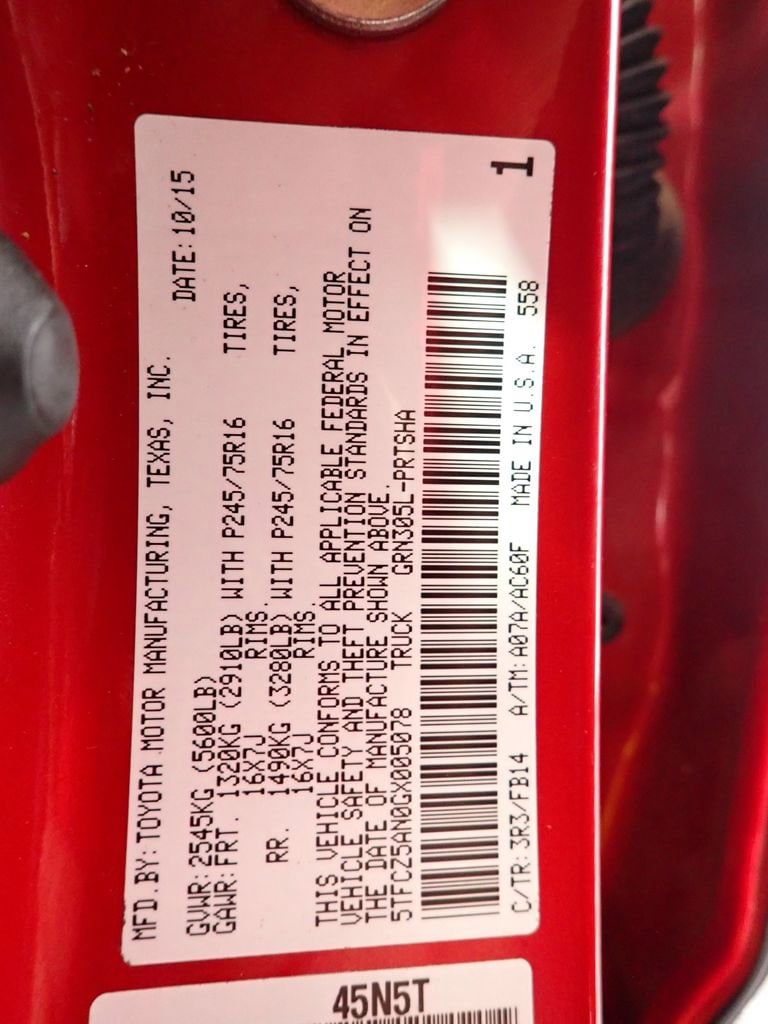 1
MFD.BY: TOYOTA MOTOR MANUFACTURING, TEXAS, INC.
DATE: 10/15
GVWR: 2545KG (5600LB)
GAWR: FRT. 1320KG (2910LB) WITH P245/75R16 TIRES,
16X7J RIMS.
RR. 1490KG (3280LB) WITH P245/75R16 TIRES,
16X7J RIMS.
THIS VEHICLE CONFORMS TO ALL APPLICABLE FEDERAL MOTOR
VEHICLE SAFETY AND THEFT PREVENTION STANDARDS IN EFFECT ON
THE DATE OF MANUFACTURE SHOWN ABOVE.
5TFCZ5AN0GX005078 TRUCK GRN305L-PRTSHA
C/TR: 3R3/FB14 A/TM: A07A/AC60F MADE IN U.S.A. 558
45N5T